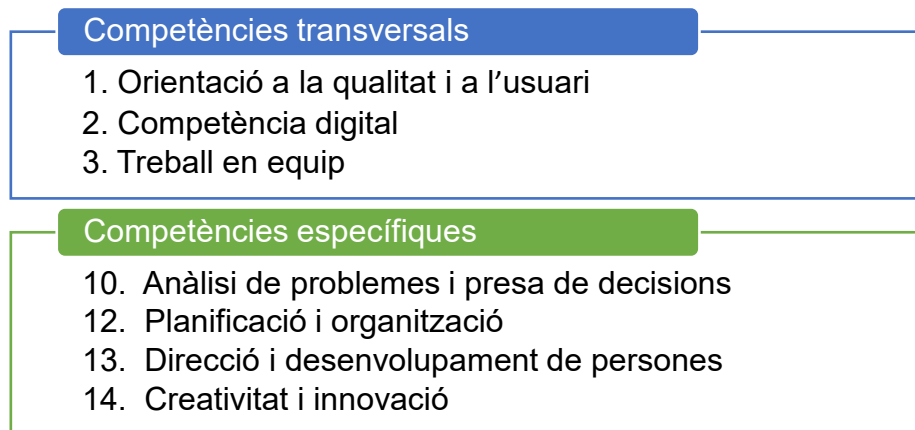 Competències transversals
1. Orientació a la qualitat i a l’usuari
2. Competència digital
3. Treball en equip
Competències específiques
10. Anàlisi de problemes i presa de decisions
12. Planificació i organització
13. Direcció i desenvolupament de persones
14. Creativitat i innovació